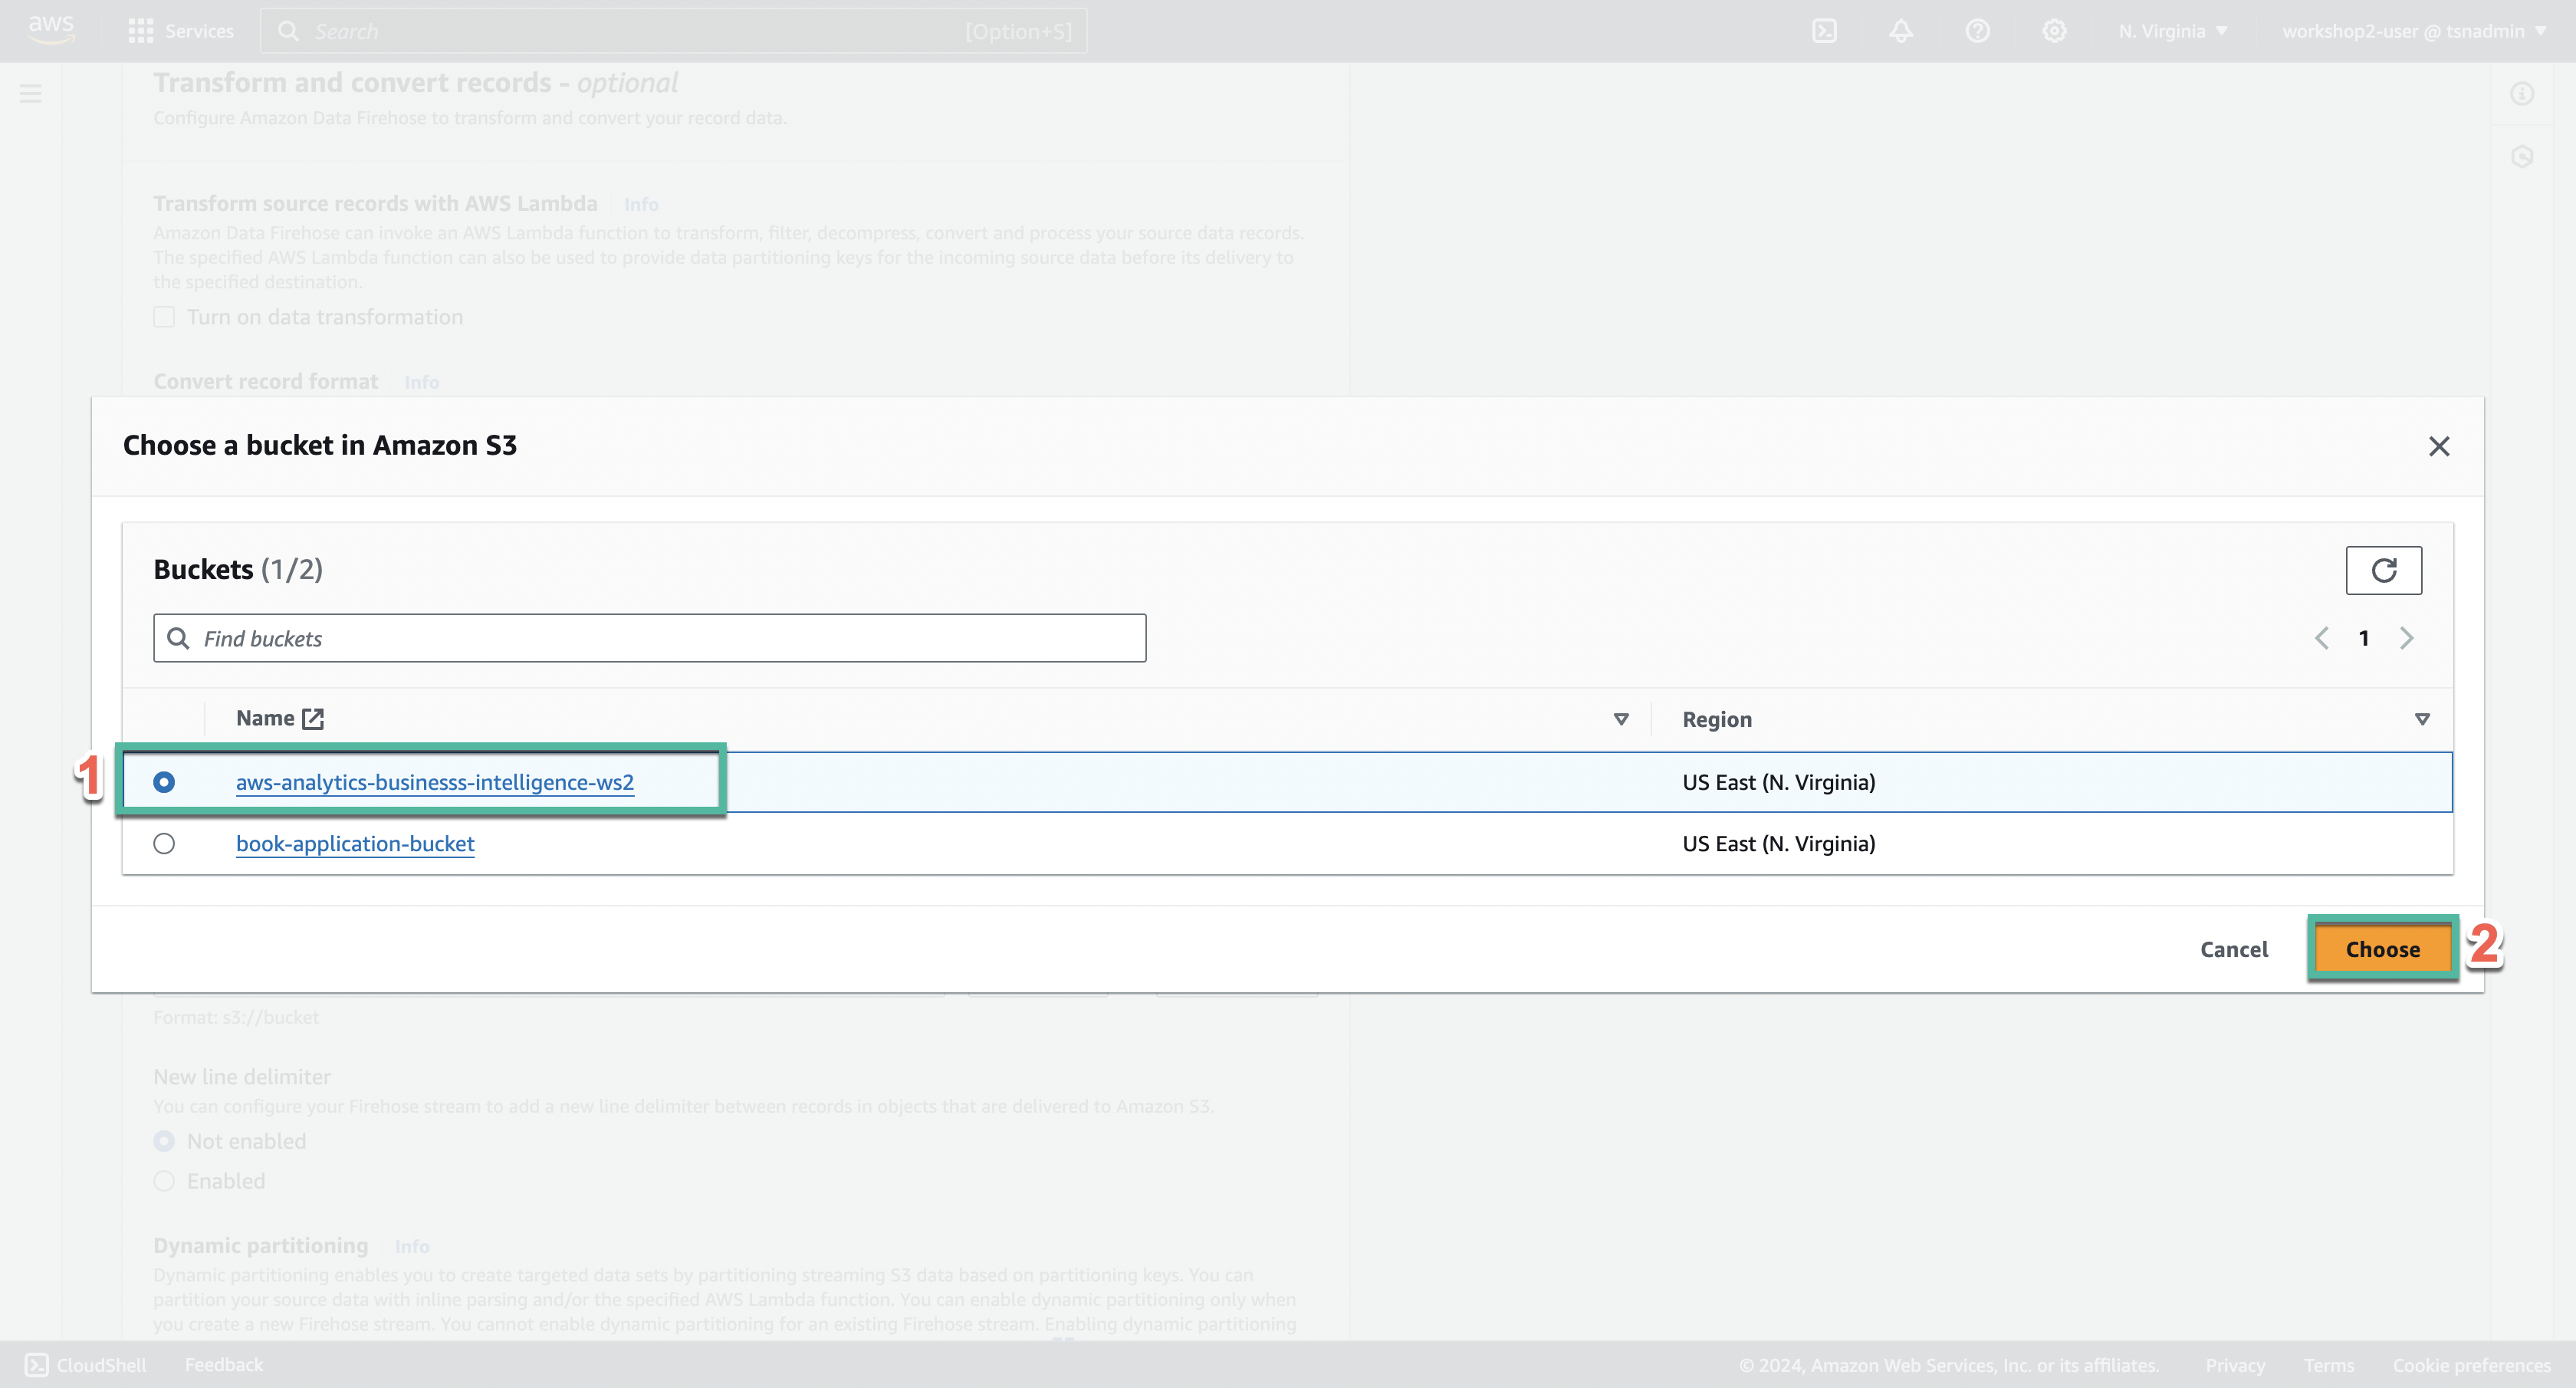 aws
Services
Search
[Option+S]
N. Virginia
workshop2-user @ tsnadmin
Transform and convert records - optional
Configure Amazon Data Firehose to transform and convert your record data.
Transform source records with AWS Lambda
Info
Amazon Data Firehose can invoke an AWS Lambda function to transform, filter, decompress, convert and process your source data records.
The specified AWS Lambda function can also be used to provide data partitioning keys for the incoming source data before its delivery to
the specified destination.
Turn on data transformation
Convert record format
Info
Choose a bucket in Amazon S3
Buckets (1/2)
Find buckets
1
Name
Region
1
aws-analytics-businesss-intelligence-ws2
US East (N. Virginia)
book-application-bucket
US East (N. Virginia)
Cancel
Choose
2
Format: s3://bucket
New line delimiter
You can configure your Firehose stream to add a new line delimiter between records in objects that are delivered to Amazon S3.
Not enabled
Enabled
Dynamic partitioning
Info
Dynamic partitioning enables you to create targeted data sets by partitioning streaming S3 data based on partitioning keys. You can
partition your source data with inline parsing and/or the specified AWS Lambda function. You can enable dynamic partitioning only when
you create a new Firehose stream. You cannot enable dynamic partitioning for an existing Firehose stream. Enabling dynamic partitioning
CloudShell
Feedback
© 2024, Amazon Web Services, Inc. or its affiliates.
Privacy
Terms
Cookie preferences